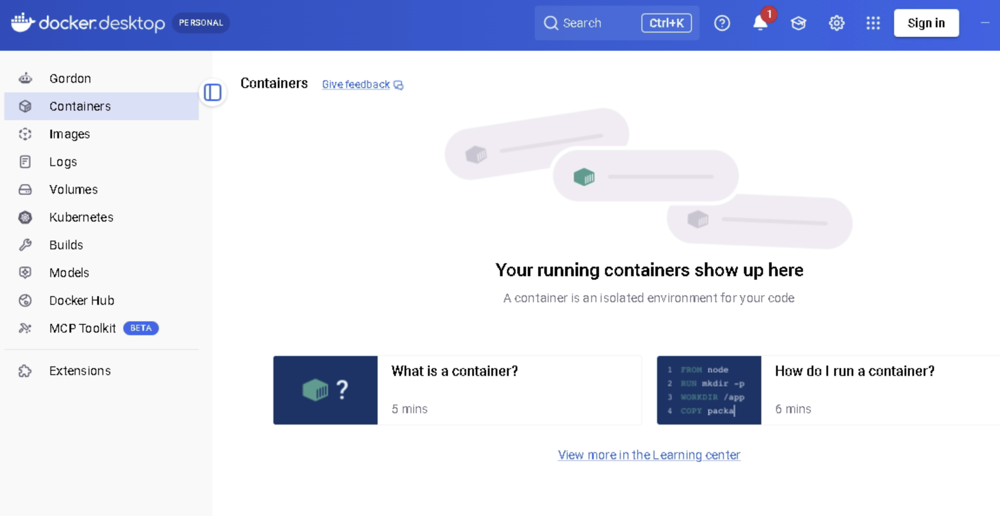 docker.desktop PERSONAL
Search Ctrl+K
1
Sign in
Gordon
Containers
Images
Logs
Volumes
Kubernetes
Builds
Models
Docker Hub
MCP Toolkit BETA
Extensions
Containers Give feedback
Your running containers show up here
A container is an isolated environment for your code
?
What is a container?
5 mins
1 FROM node
2 RUN mkdir -p
3 WORKDIR /app
4 COPY packa
How do I run a container?
6 mins
View more in the Learning center